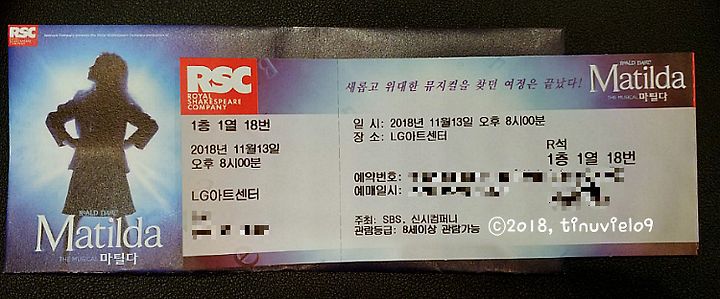 RSC
ROYAL
SHAKESPEARE
COMPANY
ROALD DAHL'S
Matilda
THE MUSICAL 마틸다
RSC
ROYAL
SHAKESPEARE
COMPANY
1층 1열 18번
2018년 11월13일
오후 8시00분
LG아트센터
새롭고 위대한 뮤지컬을 찾던 여정은 끝났다!
ROALD DAHL'S
Matilda
THE MUSICAL 마틸다
일 시: 2018년 11월13일 오후 8시00분
장 소: LG아트센터
R석
1층 1열 18번
예약번호:
예매일시:
주최: SBS, 신시컴퍼니
관람등급: 8세이상 관람가능
©2018, tinuviel09